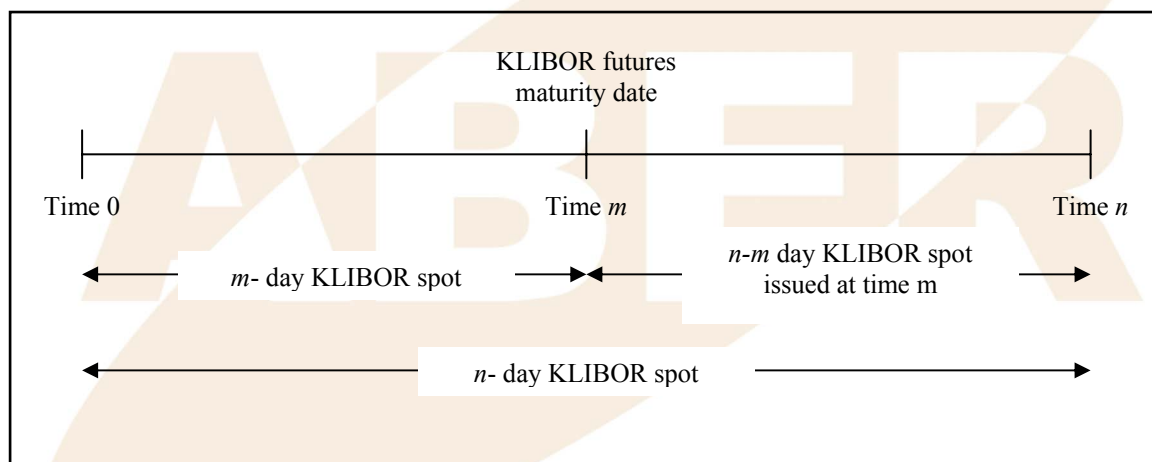 ABER
KLIBOR futures
maturity date
Time 0
Time m
Time n
m- day KLIBOR spot
n-m day KLIBOR spot
issued at time m
n- day KLIBOR spot